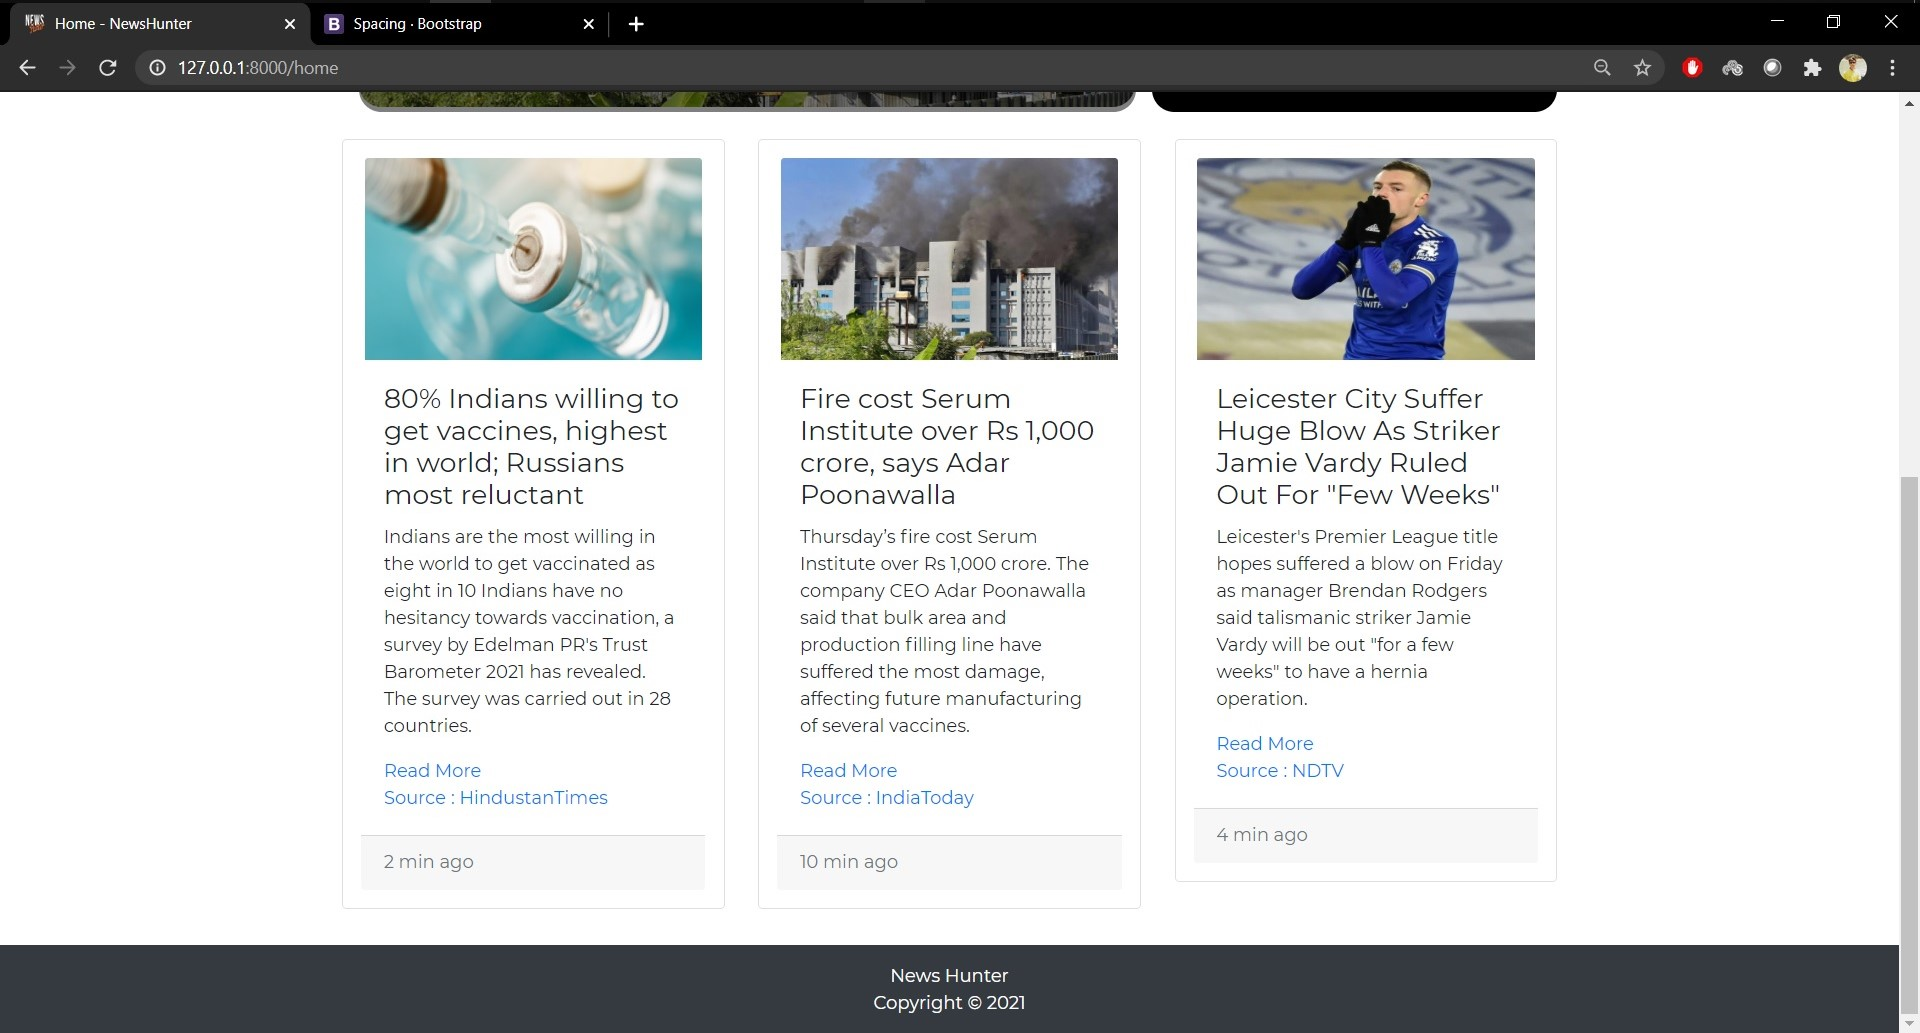 Home - NewsHunter
Spacing · Bootstrap
127.0.0.1:8000/home
80% Indians willing to
get vaccines, highest
in world; Russians
most reluctant
Indians are the most willing in
the world to get vaccinated as
eight in 10 Indians have no
hesitancy towards vaccination, a
survey by Edelman PR's Trust
Barometer 2021 has revealed.
The survey was carried out in 28
countries.
Read More
Source : HindustanTimes
2 min ago
Fire cost Serum
Institute over Rs 1,000
crore, says Adar
Poonawalla
Thursday’s fire cost Serum
Institute over Rs 1,000 crore. The
company CEO Adar Poonawalla
said that bulk area and
production filling line have
suffered the most damage,
affecting future manufacturing
of several vaccines.
Read More
Source : IndiaToday
10 min ago
Leicester City Suffer
Huge Blow As Striker
Jamie Vardy Ruled
Out For "Few Weeks"
Leicester's Premier League title
hopes suffered a blow on Friday
as manager Brendan Rodgers
said talismanic striker Jamie
Vardy will be out "for a few
weeks" to have a hernia
operation.
Read More
Source : NDTV
4 min ago
News Hunter
Copyright © 2021